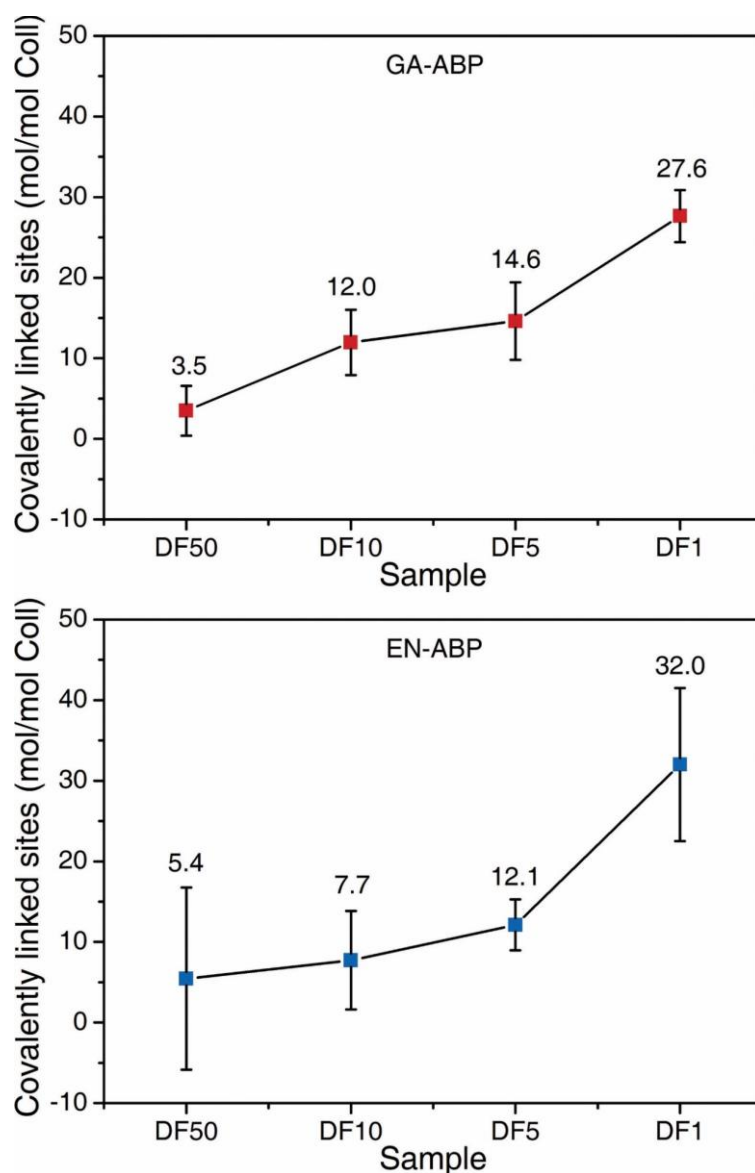 GA-ABP
Covalently linked sites (mol/mol Coll)
50
40
30
20
10
0
-10
3.5
12.0
14.6
27.6
DF50 DF10 DF5 DF1
Sample
EN-ABP
Covalently linked sites (mol/mol Coll)
50
40
30
20
10
0
-10
5.4
7.7
12.1
32.0
DF50 DF10 DF5 DF1
Sample